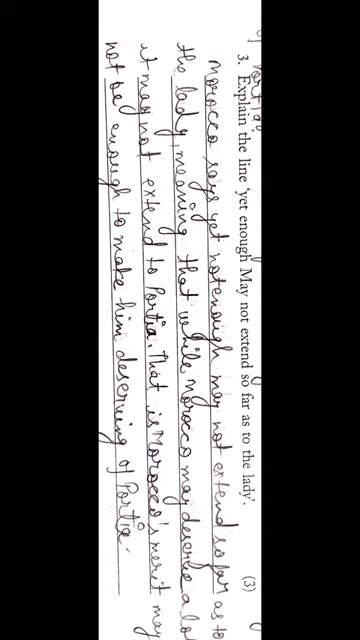 of Portia.
3. Explain the line 'yet enough May not extend so far as to the lady'. (3)
Morocco says yet not enough may not extend so far as to
the lady, meaning that while Morocco may deserve a lot
it may not extend to Portia. That is Morocco's merit may
not be enough to make him deserving of Portia.